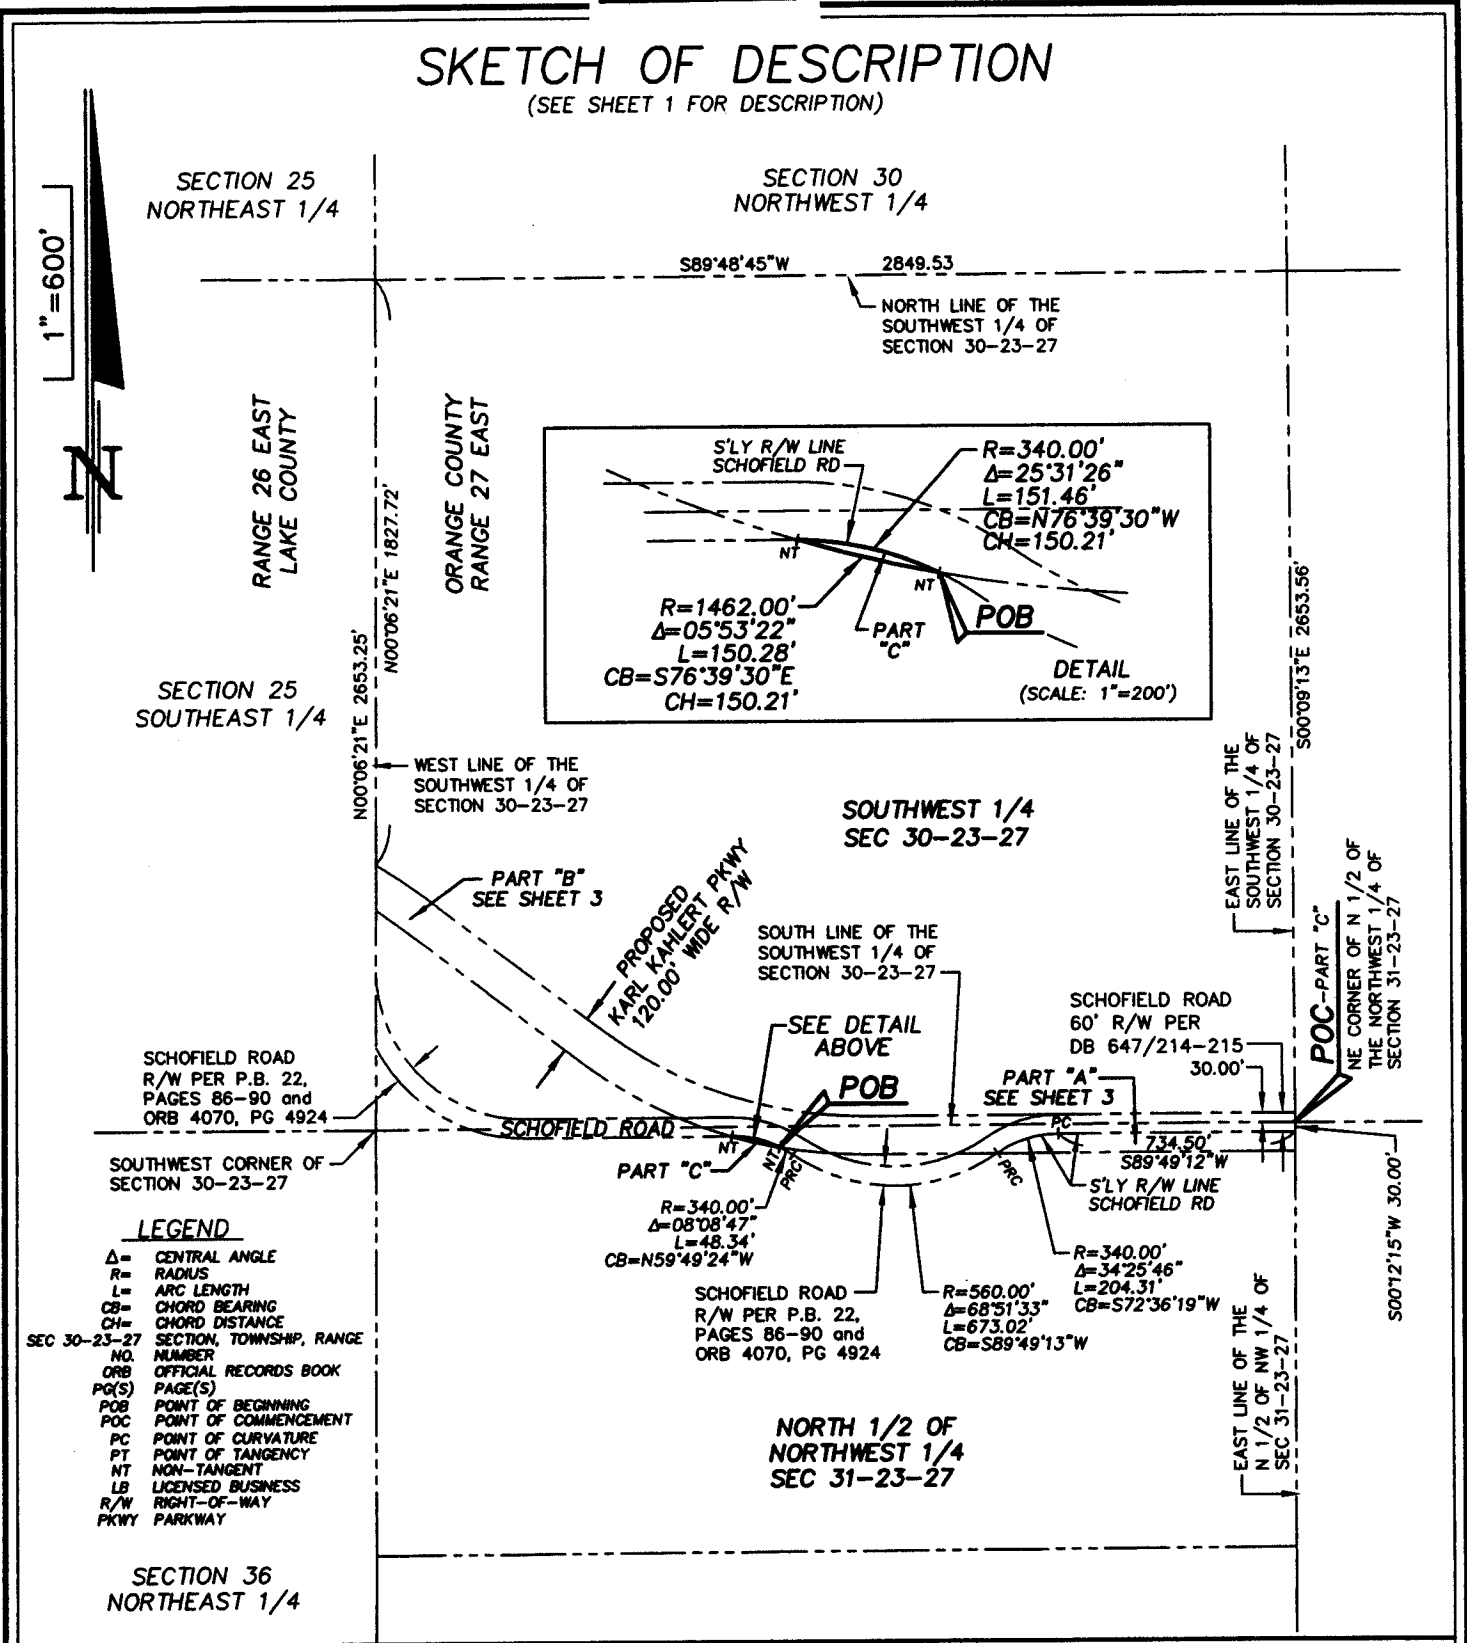 SKETCH OF DESCRIPTION
(SEE SHEET 1 FOR DESCRIPTION)
1"=600'
N
SECTION 25
NORTHEAST 1/4
SECTION 30
NORTHWEST 1/4
S89°48'45"W 2849.53
NORTH LINE OF THE
SOUTHWEST 1/4 OF
SECTION 30-23-27
RANGE 26 EAST
LAKE COUNTY
ORANGE COUNTY
RANGE 27 EAST
N00°06'21"E 1827.72'
N00°06'21"E 2653.25'
S'LY R/W LINE
SCHOFIELD RD
R=340.00'
Δ=25°31'26"
L=151.46'
CB=N76°39'30"W
CH=150.21'
NT
NT
R=1462.00'
Δ=05°53'22"
L=150.28'
CB=S76°39'30"E
CH=150.21'
PART
"C"
POB
DETAIL
(SCALE: 1"=200')
S00°09'13"E 2653.56'
SECTION 25
SOUTHEAST 1/4
WEST LINE OF THE
SOUTHWEST 1/4 OF
SECTION 30-23-27
SOUTHWEST 1/4
SEC 30-23-27
EAST LINE OF THE
SOUTHWEST 1/4 OF
SECTION 30-23-27
PART "B"
SEE SHEET 3
PROPOSED
KARL KAHLERT PKWY
120.00' WIDE R/W
SOUTH LINE OF THE
SOUTHWEST 1/4 OF
SECTION 30-23-27
POC-PART "C"
NE CORNER OF N 1/2 OF
THE NORTHWEST 1/4 OF
SECTION 31-23-27
SCHOFIELD ROAD
60' R/W PER
DB 647/214-215
30.00'
SEE DETAIL
ABOVE
POB
PART "A"
SEE SHEET 3
SCHOFIELD ROAD
R/W PER P.B. 22,
PAGES 86-90 and
ORB 4070, PG 4924
SCHOFIELD ROAD
PC
734.50'
S89°49'12"W
NT
NT
PRC
PRC
PART "C"
S'LY R/W LINE
SCHOFIELD RD
SOUTHWEST CORNER OF
SECTION 30-23-27
S00°12'15"W 30.00'
R=340.00'
Δ=08°08'47"
L=48.34'
CB=N59°49'24"W
R=340.00'
Δ=34°25'46"
L=204.31'
CB=S72°36'19"W
SCHOFIELD ROAD
R/W PER P.B. 22,
PAGES 86-90 and
ORB 4070, PG 4924
R=560.00'
Δ=68°51'33"
L=673.02'
CB=S89°49'13"W
LEGEND
Δ= CENTRAL ANGLE
R= RADIUS
L= ARC LENGTH
CB= CHORD BEARING
CH= CHORD DISTANCE
SEC 30-23-27 SECTION, TOWNSHIP, RANGE
NO. NUMBER
ORB OFFICIAL RECORDS BOOK
PG(S) PAGE(S)
POB POINT OF BEGINNING
POC POINT OF COMMENCEMENT
PC POINT OF CURVATURE
PT POINT OF TANGENCY
NT NON-TANGENT
LB LICENSED BUSINESS
R/W RIGHT-OF-WAY
PKWY PARKWAY
EAST LINE OF THE
N 1/2 OF NW 1/4 OF
SEC 31-23-27
NORTH 1/2 OF
NORTHWEST 1/4
SEC 31-23-27
SECTION 36
NORTHEAST 1/4